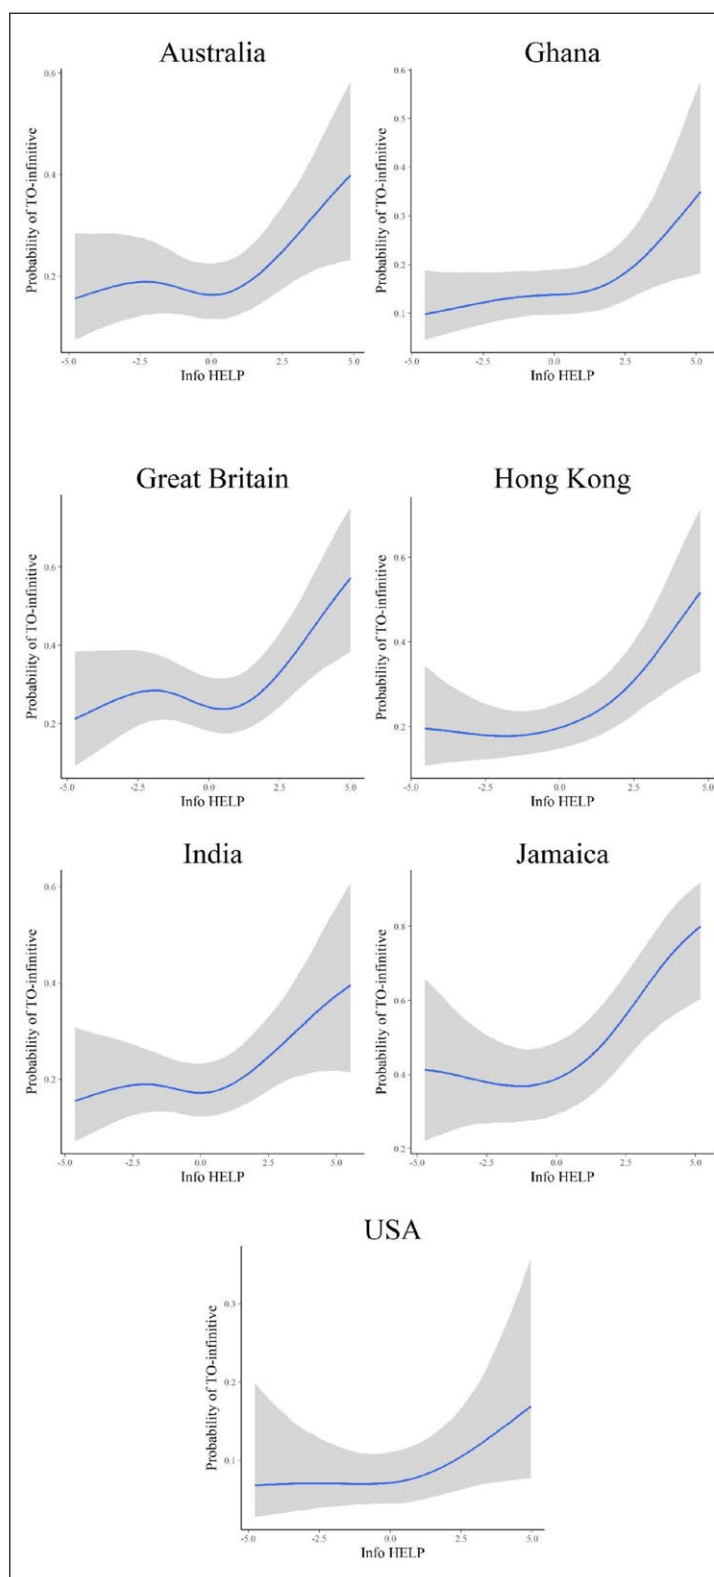 Australia
Probability of TO-infinitive
0.6
0.4
0.2
-5.0 -2.5 0.0 2.5 5.0
Info HELP
Ghana
Probability of TO-infinitive
0.6
0.5
0.4
0.3
0.2
0.1
-5.0 -2.5 0.0 2.5 5.0
Info HELP
Great Britain
Probability of TO-infinitive
0.6
0.4
0.2
-5.0 -2.5 0.0 2.5 5.0
Info HELP
Hong Kong
Probability of TO-infinitive
0.6
0.4
0.2
-5.0 -2.5 0.0 2.5 5.0
Info HELP
India
Probability of TO-infinitive
0.6
0.4
0.2
-5.0 -2.5 0.0 2.5 5.0
Info HELP
Jamaica
Probability of TO-infinitive
0.8
0.6
0.4
0.2
-5.0 -2.5 0.0 2.5 5.0
Info HELP
USA
Probability of TO-infinitive
0.3
0.2
0.1
-5.0 -2.5 0.0 2.5 5.0
Info HELP